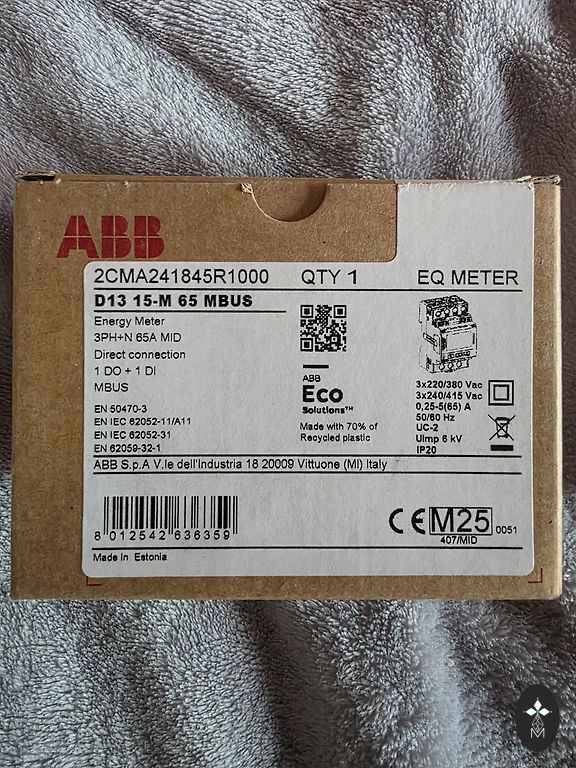 ABB
2CMA241845R1000 QTY 1 EQ METER
D13 15-M 65 MBUS
Energy Meter
3PH+N 65A MID
Direct connection
1 DO + 1 DI
MBUS
EN 50470-3
EN IEC 62052-11/A11
EN IEC 62052-31
EN 62059-32-1
ABB
Eco
Solutions™
Made with 70% of
Recycled plastic
3x220/380 Vac
3x240/415 Vac
0,25-5(65) A
50/60 Hz
UC-2
UImp 6 kV
IP20
ABB S.p.A V.le dell'Industria 18 20009 Vittuone (MI) Italy
8 012542 636359
CE M25 0051
407/MID
Made in Estonia
M